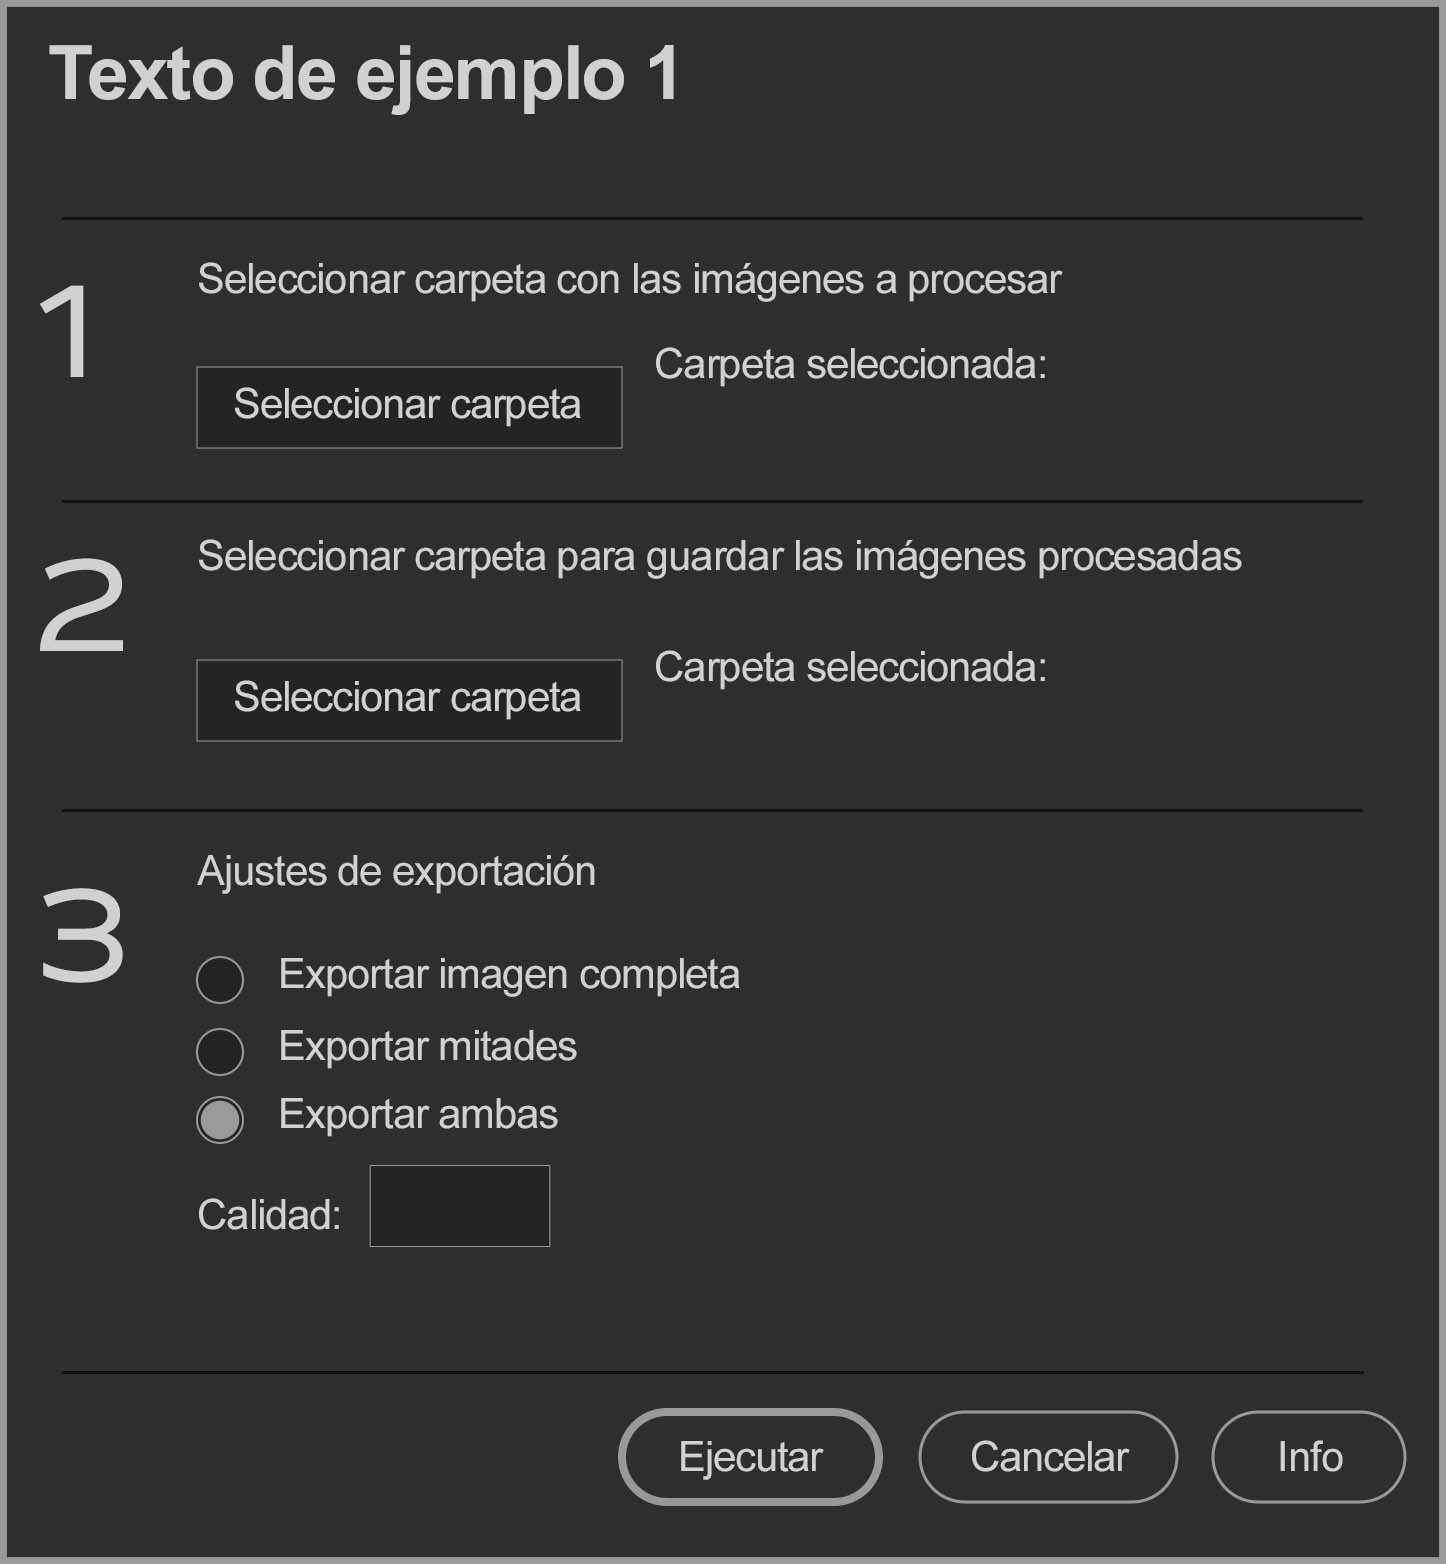 Texto de ejemplo 1
1
Seleccionar carpeta con las imágenes a procesar
Seleccionar carpeta
Carpeta seleccionada:
2
Seleccionar carpeta para guardar las imágenes procesadas
Seleccionar carpeta
Carpeta seleccionada:
3
Ajustes de exportación
Exportar imagen completa
Exportar mitades
Exportar ambas
Calidad:
Ejecutar
Cancelar
Info